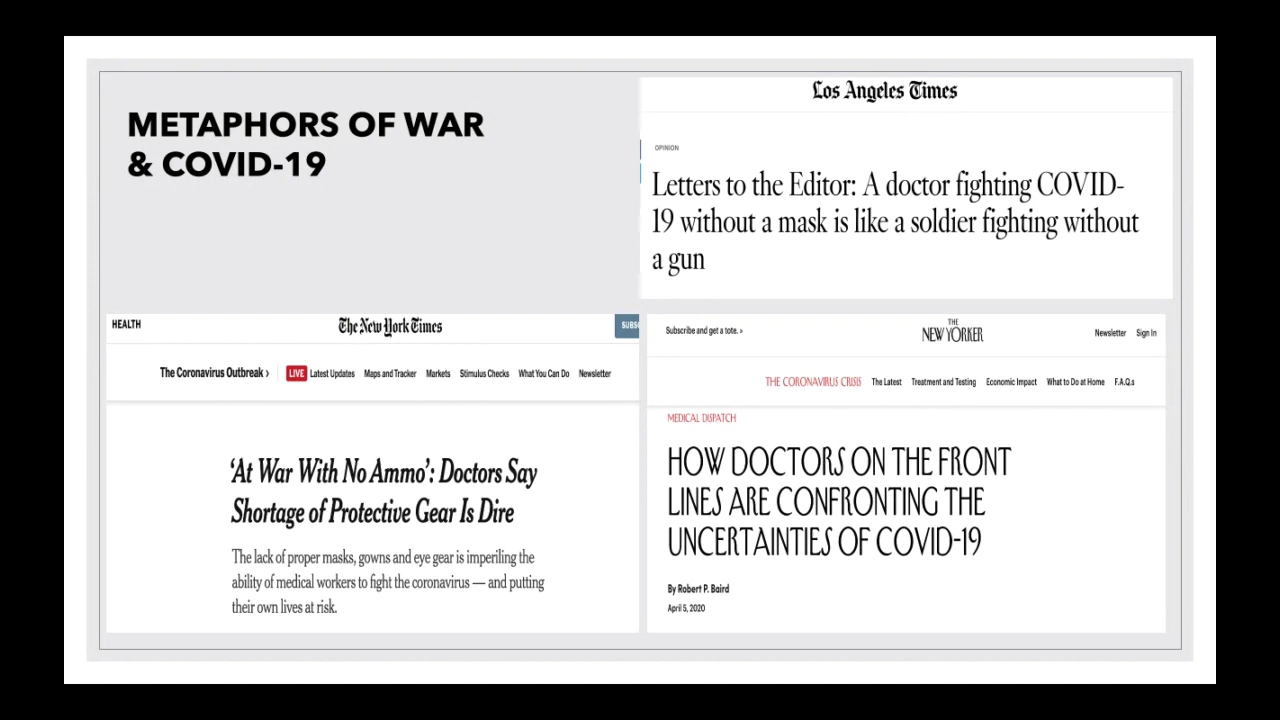 METAPHORS OF WAR
& COVID-19
Los Angeles Times
OPINION
Letters to the Editor: A doctor fighting COVID-
19 without a mask is like a soldier fighting without
a gun
HEALTH
The New York Times
SUBSC
The Coronavirus Outbreak ›
LIVE Latest Updates Maps and Tracker Markets Stimulus Checks What You Can Do Newsletter
‘At War With No Ammo’: Doctors Say
Shortage of Protective Gear Is Dire
The lack of proper masks, gowns and eye gear is imperiling the
ability of medical workers to fight the coronavirus — and putting
their own lives at risk.
Subscribe and get a tote. »
THE
NEW YORKER
Newsletter Sign In
THE CORONAVIRUS CRISIS The Latest Treatment and Testing Economic Impact What to Do at Home F.A.Q.s
MEDICAL DISPATCH
HOW DOCTORS ON THE FRONT
LINES ARE CONFRONTING THE
UNCERTAINTIES OF COVID-19
By Robert P. Baird
April 5, 2020